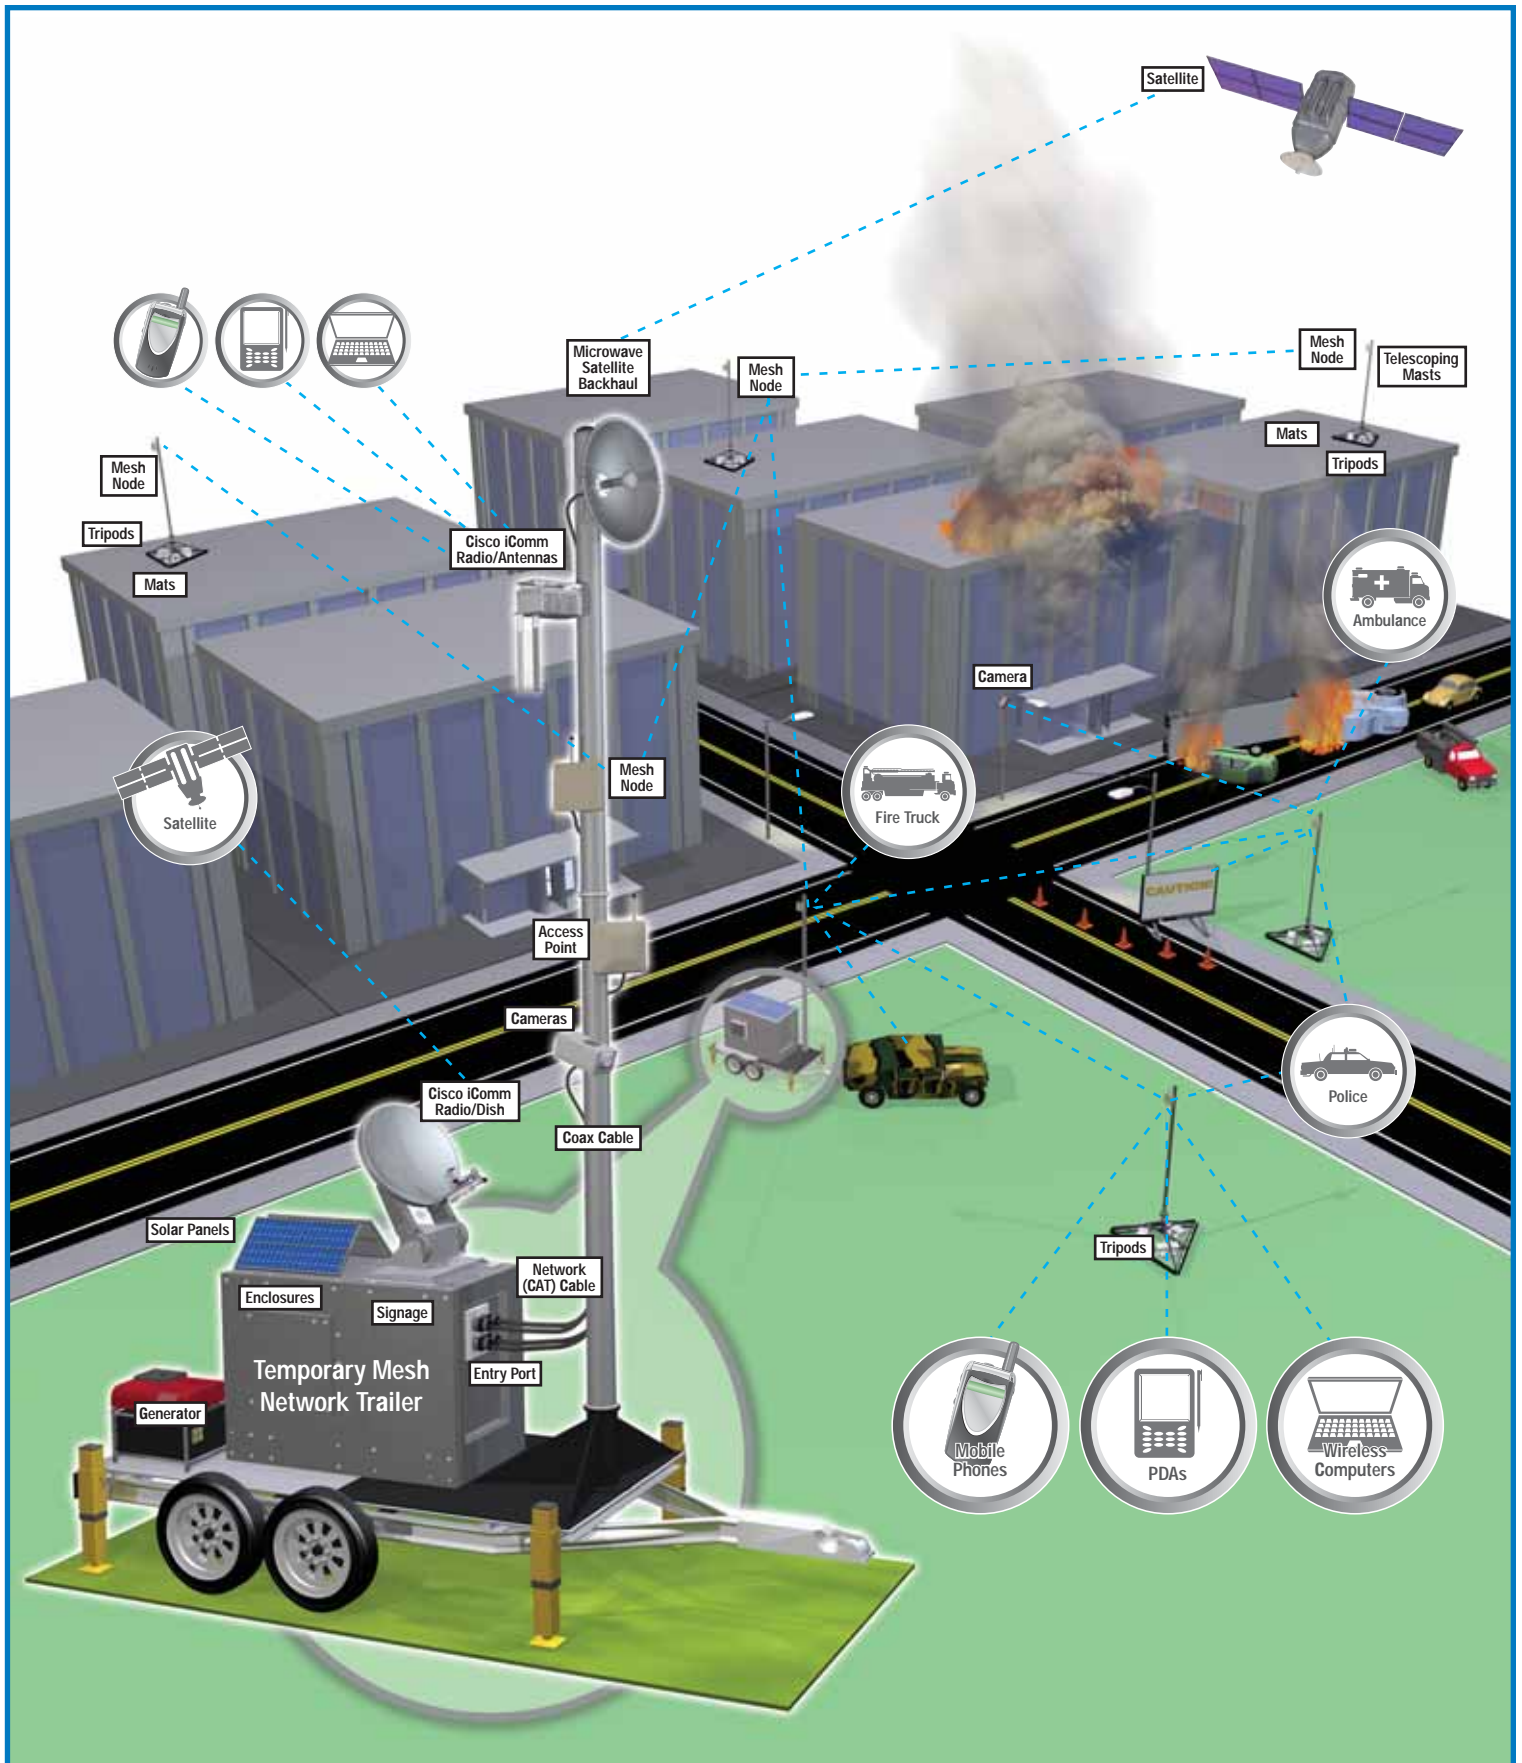 Satellite
Microwave
Satellite
Backhaul
Mesh
Node
Mesh
Node
Telescoping
Masts
Mats
Tripods
Mesh
Node
Tripods
Mats
Cisco iComm
Radio/Antennas
Ambulance
Camera
Mesh
Node
Fire Truck
Satellite
CAUTION!
Access
Point
Cameras
Cisco iComm
Radio/Dish
Coax Cable
Police
Solar Panels
Network
(CAT) Cable
Tripods
Enclosures
Signage
Temporary Mesh
Network Trailer
Entry Port
Generator
Mobile
Phones
PDAs
Wireless
Computers